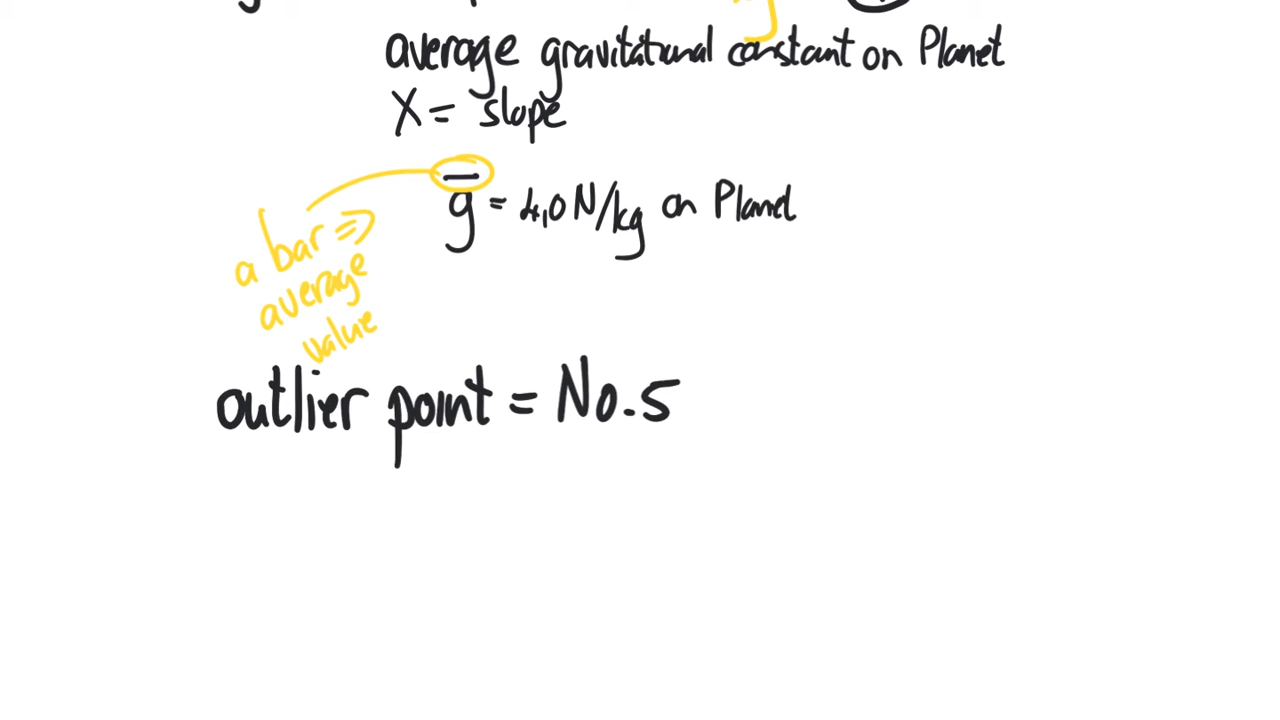 average gravitational constant on Planet
X = slope
g̅ = 4,0 N/kg on Planet
a bar ⇒
average
value
outlier point = No.5